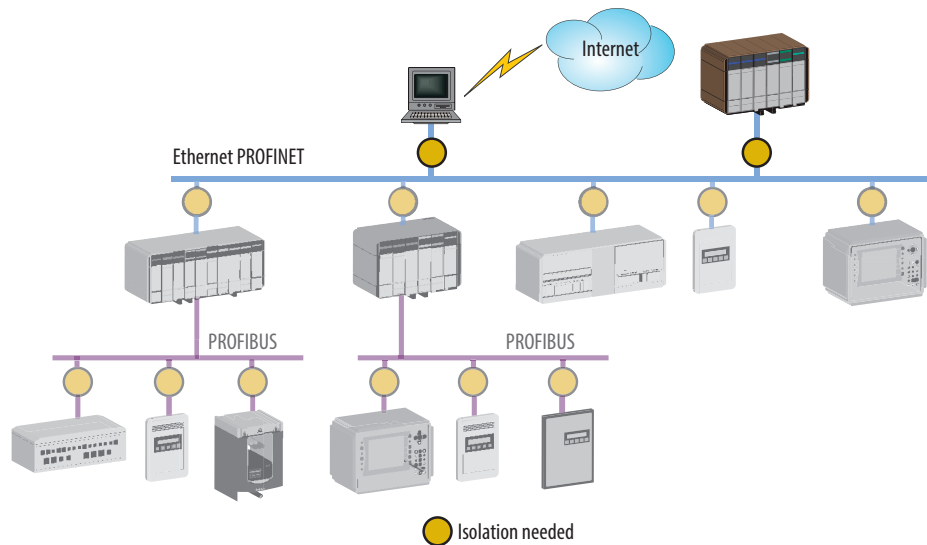 Internet
Ethernet PROFINET
PROFIBUS
PROFIBUS
Isolation needed